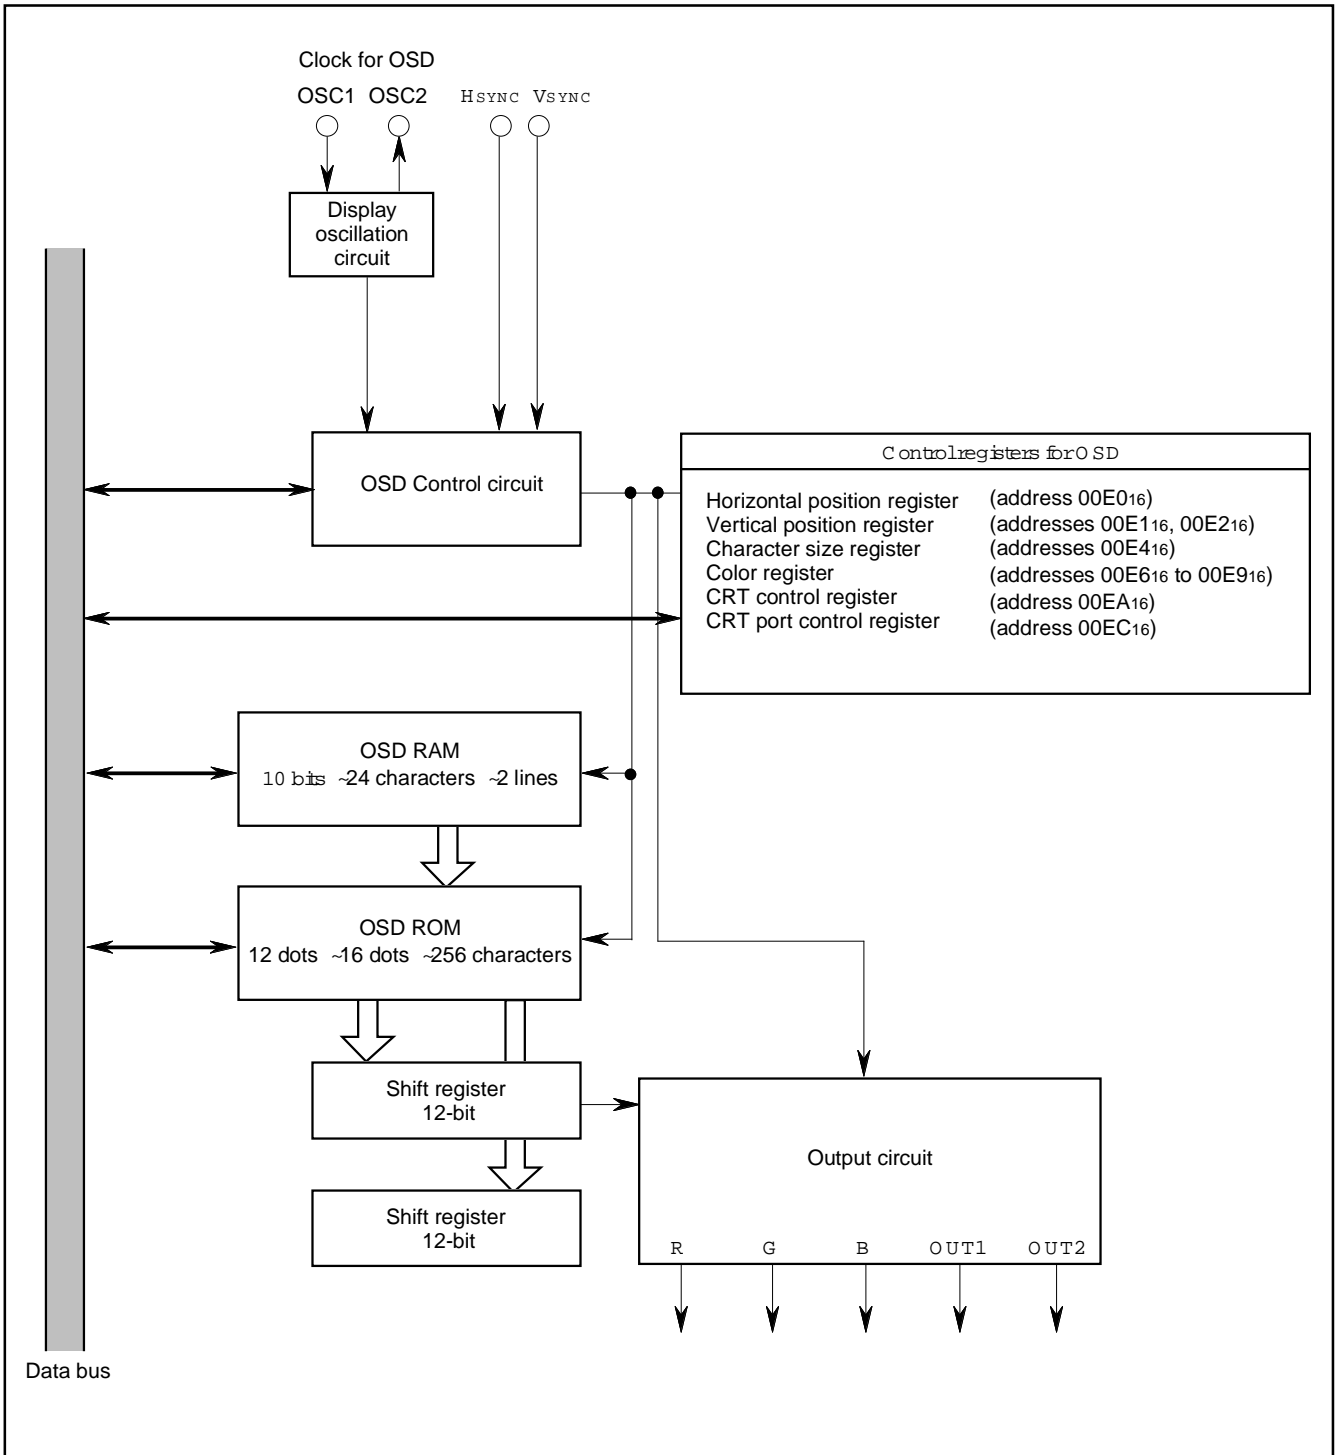 Clock for OSD
OSC1 OSC2 HSYNC VSYNC
Display
oscillation
circuit
OSD Control circuit
Control registers for OSD
Horizontal position register (address 00E016)
Vertical position register (addresses 00E116, 00E216)
Character size register (addresses 00E416)
Color register (addresses 00E616 to 00E916)
CRT control register (address 00EA16)
CRT port control register (address 00EC16)
OSD RAM
10 bits ~24 characters ~2 lines
OSD ROM
12 dots ~16 dots ~256 characters
Shift register
12-bit
Output circuit
Shift register
12-bit
R G B OUT1 OUT2
Data bus